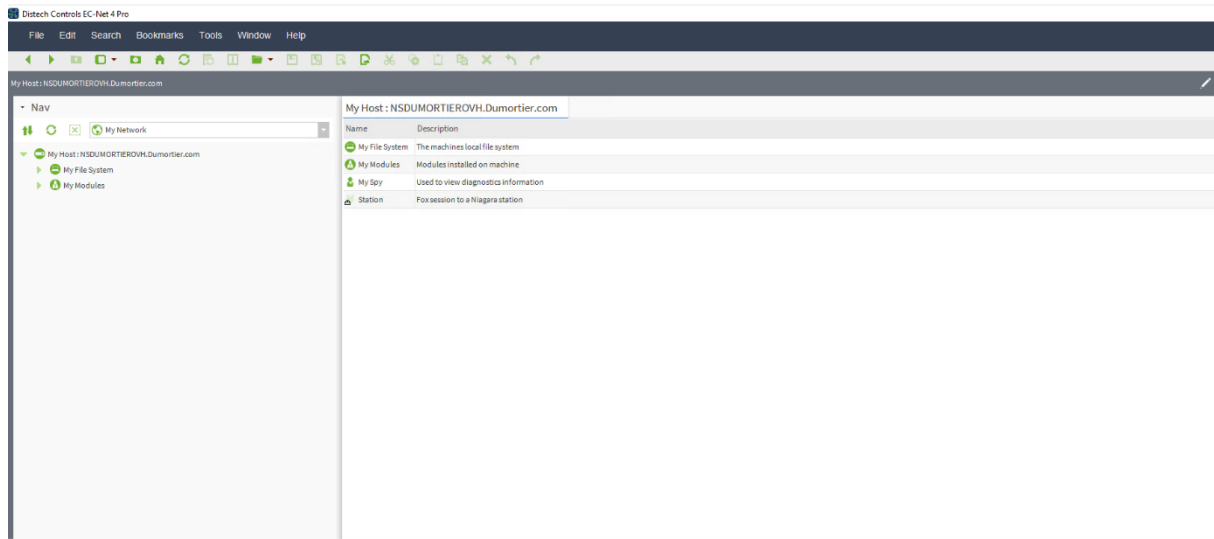 Distech Controls EC-Net 4 Pro
File Edit Search Bookmarks Tools Window Help
My Host : NSDUMORTIEROVH.Dumortier.com
Nav
My Network
My Host : NSDUMORTIEROVH.Dumortier.com
My File System
My Modules
My Host : NSDUMORTIEROVH.Dumortier.com
Name Description
My File System The machines local file system
My Modules Modules installed on machine
My Spy Used to view diagnostics information
Station Fox session to a Niagara station